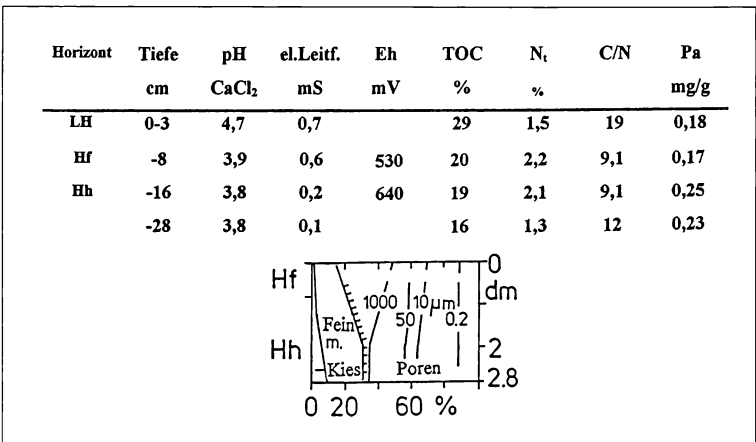 Horizont Tiefe pH el.Leitf. Eh TOC Nt C/N Pa
cm CaCl₂ mS mV % % mg/g
LH 0-3 4,7 0,7 29 1,5 19 0,18
Hf -8 3,9 0,6 530 20 2,2 9,1 0,17
Hh -16 3,8 0,2 640 19 2,1 9,1 0,25
-28 3,8 0,1 16 1,3 12 0,23
Hf 0
dm
1000 10µm
Fein 50 0.2
m.
Hh 2
Kies Poren
2.8
0 20 60 %